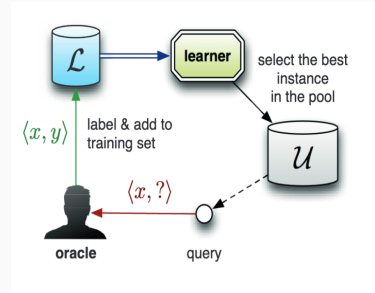 ℒ
learner
select the best
instance
in the pool
⟨x, y⟩
label & add to
training set
𝒰
⟨x, ?⟩
oracle
query